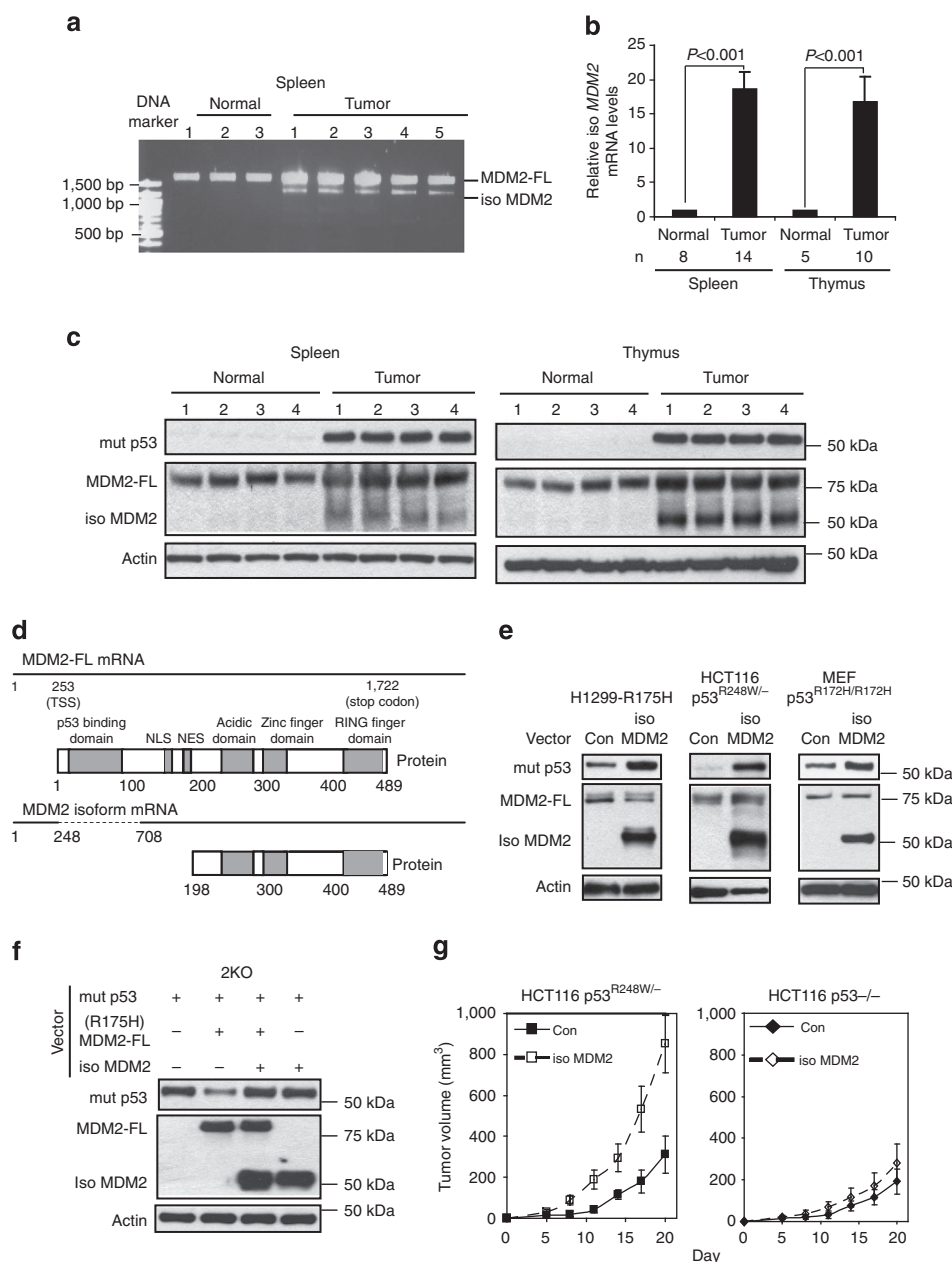 a
Spleen
DNA marker
Normal
Tumor
1 2 3 1 2 3 4 5
1,500 bp
1,000 bp
500 bp
MDM2-FL
iso MDM2
b
Relative iso MDM2 mRNA levels
25
20
15
10
5
0
P<0.001 P<0.001
Normal Tumor Normal Tumor
n 8 14 5 10
Spleen Thymus
c
Spleen Thymus
Normal Tumor Normal Tumor
1 2 3 4 1 2 3 4 1 2 3 4 1 2 3 4
mut p53
50 kDa
MDM2-FL
75 kDa
iso MDM2
50 kDa
Actin
50 kDa
d
MDM2-FL mRNA
1 253 1,722
(TSS) (stop codon)
p53 binding domain
NLS NES
Acidic domain
Zinc finger domain
RING finger domain
Protein
1 100 200 300 400 489
MDM2 isoform mRNA
1 248 708
Protein
198 300 400 489
e
H1299-R175H
HCT116 p53R248W/–
MEF p53R172H/R172H
Vector Con iso MDM2 Con iso MDM2 Con iso MDM2
mut p53
50 kDa
MDM2-FL
75 kDa
Iso MDM2
50 kDa
Actin
50 kDa
f
2KO
Vector
mut p53 + + + +
(R175H)
MDM2-FL – + + –
iso MDM2 – – + +
mut p53
50 kDa
MDM2-FL
75 kDa
Iso MDM2
50 kDa
Actin
50 kDa
g
HCT116 p53R248W/–
HCT116 p53–/–
Tumor volume (mm3)
1,000
800
600
400
200
0
Con
iso MDM2
0 5 10 15 20
1,000
800
600
400
200
0
Con
iso MDM2
0 5 10 15 20
Day